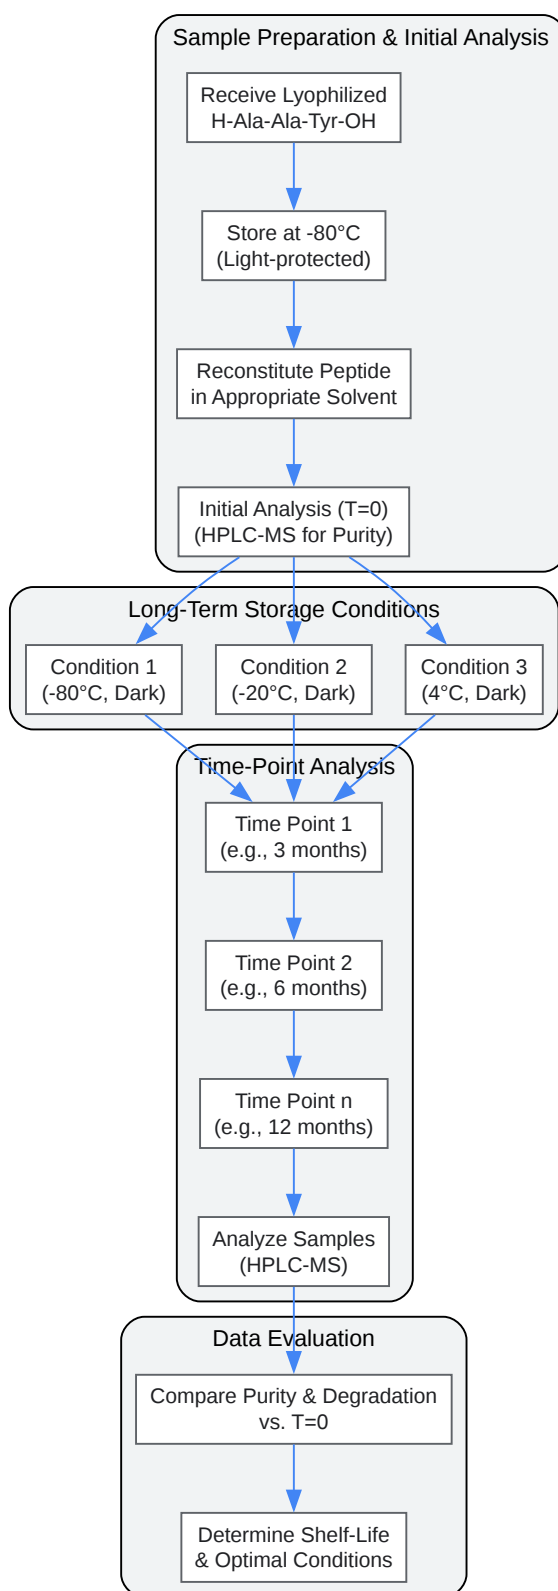 Sample Preparation & Initial Analysis
Receive Lyophilized
H-Ala-Ala-Tyr-OH
Store at -80°C
(Light-protected)
Reconstitute Peptide
in Appropriate Solvent
Initial Analysis (T=0)
(HPLC-MS for Purity)
Long-Term Storage Conditions
Condition 1
(-80°C, Dark)
Condition 2
(-20°C, Dark)
Condition 3
(4°C, Dark)
Time-Point Analysis
Time Point 1
(e.g., 3 months)
Time Point 2
(e.g., 6 months)
Time Point n
(e.g., 12 months)
Analyze Samples
(HPLC-MS)
Data Evaluation
Compare Purity & Degradation
vs. T=0
Determine Shelf-Life
& Optimal Conditions